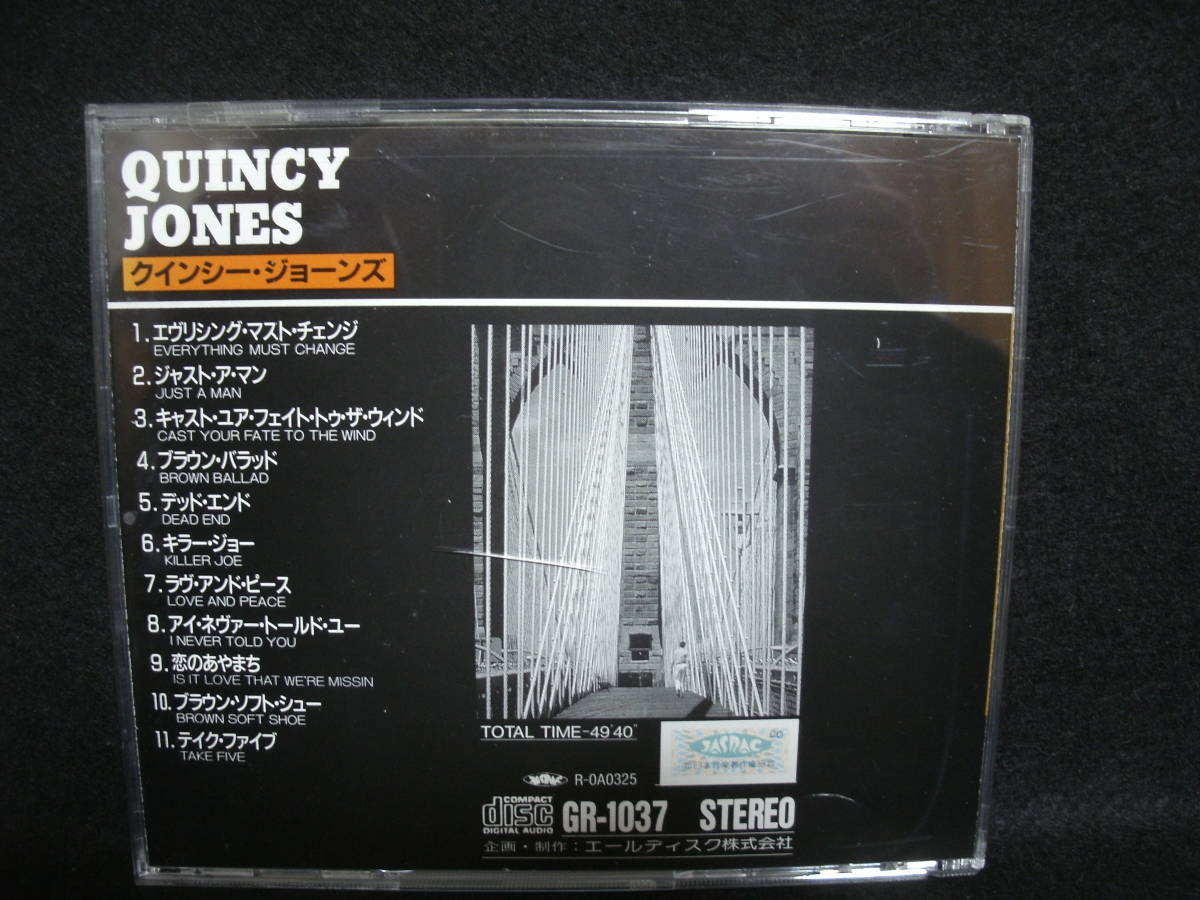 QUINCY
JONES
クインシー・ジョーンズ
1.エヴリシング・マスト・チェンジ
EVERYTHING MUST CHANGE
2.ジャスト・ア・マン
JUST A MAN
3.キャスト・ユア・フェイト・トゥ・ザ・ウィンド
CAST YOUR FATE TO THE WIND
4.ブラウン・バラッド
BROWN BALLAD
5.デッド・エンド
DEAD END
6.キラー・ジョー
KILLER JOE
7.ラヴ・アンド・ピース
LOVE AND PEACE
8.アイ・ネヴァー・トールド・ユー
I NEVER TOLD YOU
9.恋のあやまち
IS IT LOVE THAT WE'RE MISSIN
10.ブラウン・ソフト・シュー
BROWN SOFT SHOE
11.テイク・ファイブ
TAKE FIVE
TOTAL TIME-49'40"
JASRAC
R-0A0325
COMPACT
disc
DIGITAL AUDIO
GR-1037 STEREO
企画・制作：エールディスク株式会社